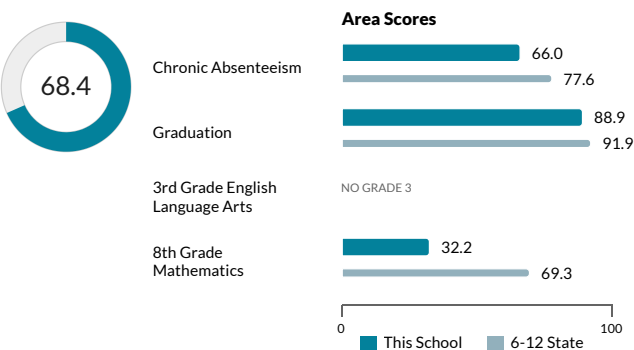 68.4
Area Scores
Chronic Absenteeism
66.0
77.6
Graduation
88.9
91.9
3rd Grade English
Language Arts
NO GRADE 3
8th Grade
Mathematics
32.2
69.3
0
100
This School
6-12 State